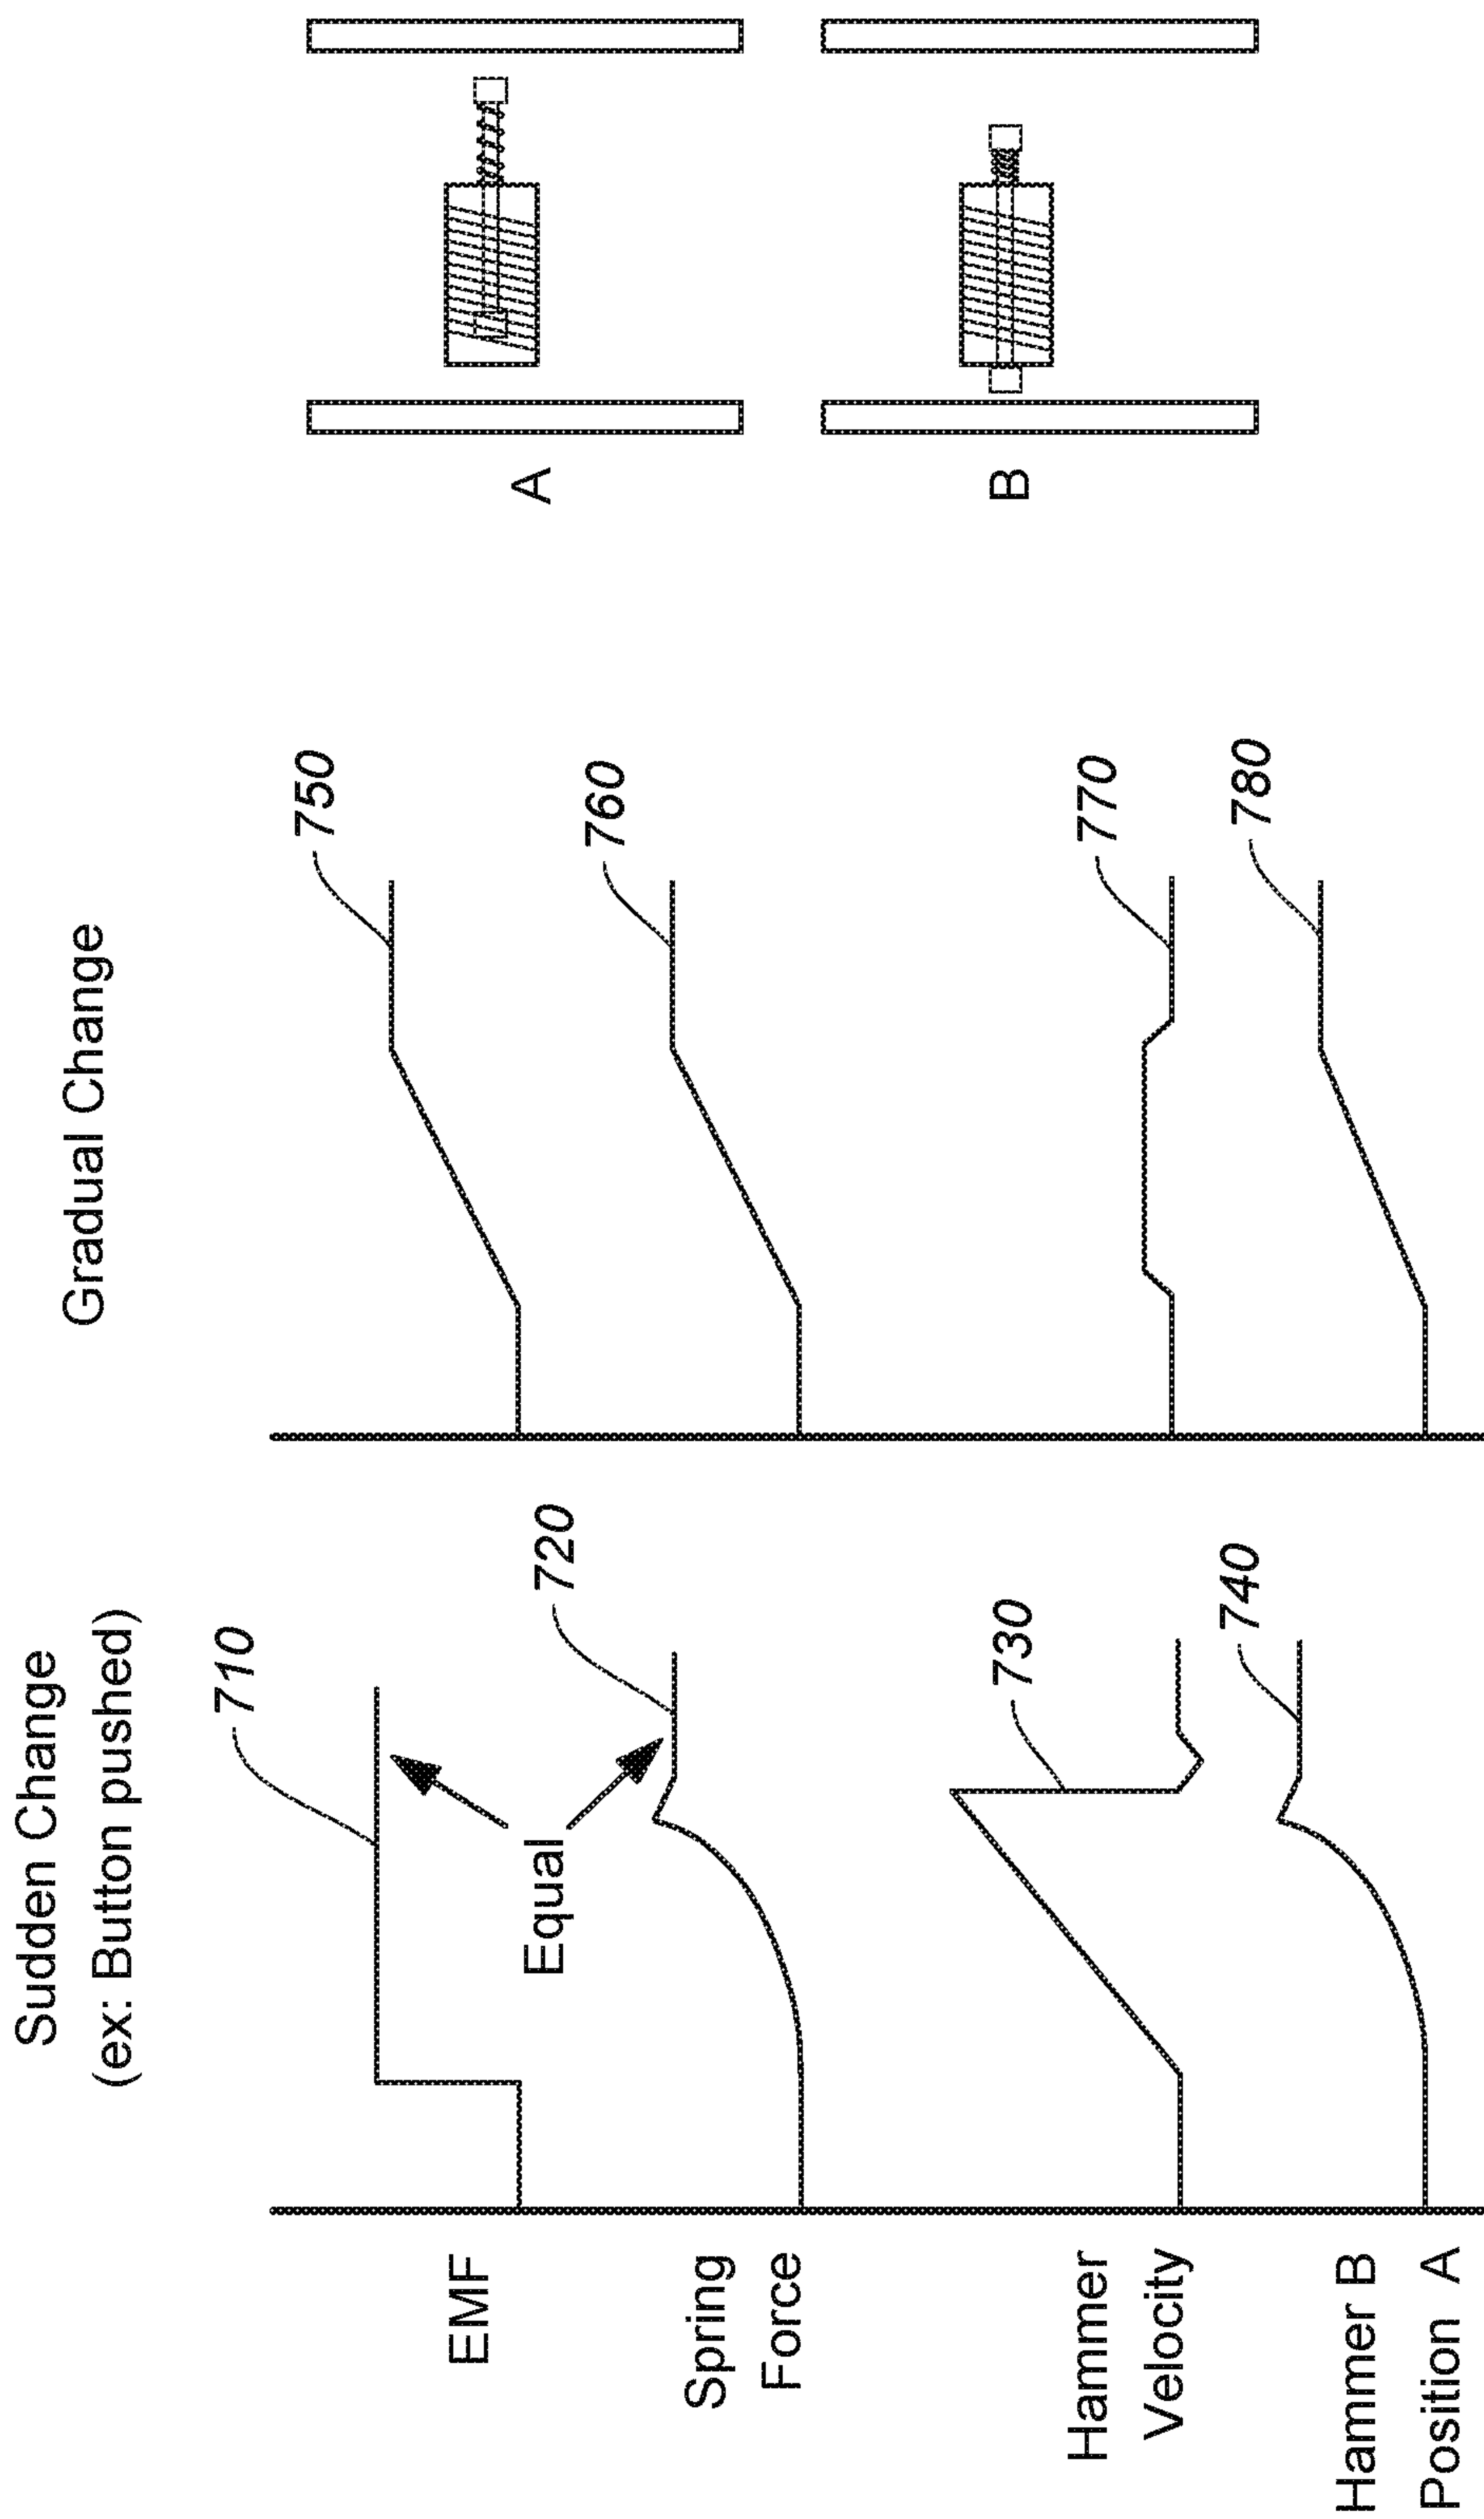 Sudden Change
(ex: Button pushed)
Gradual Change
EMF
710
750
Equal
Spring
Force
720
760
Hammer
Velocity
730
770
Hammer B
Position A
740
780
A
B